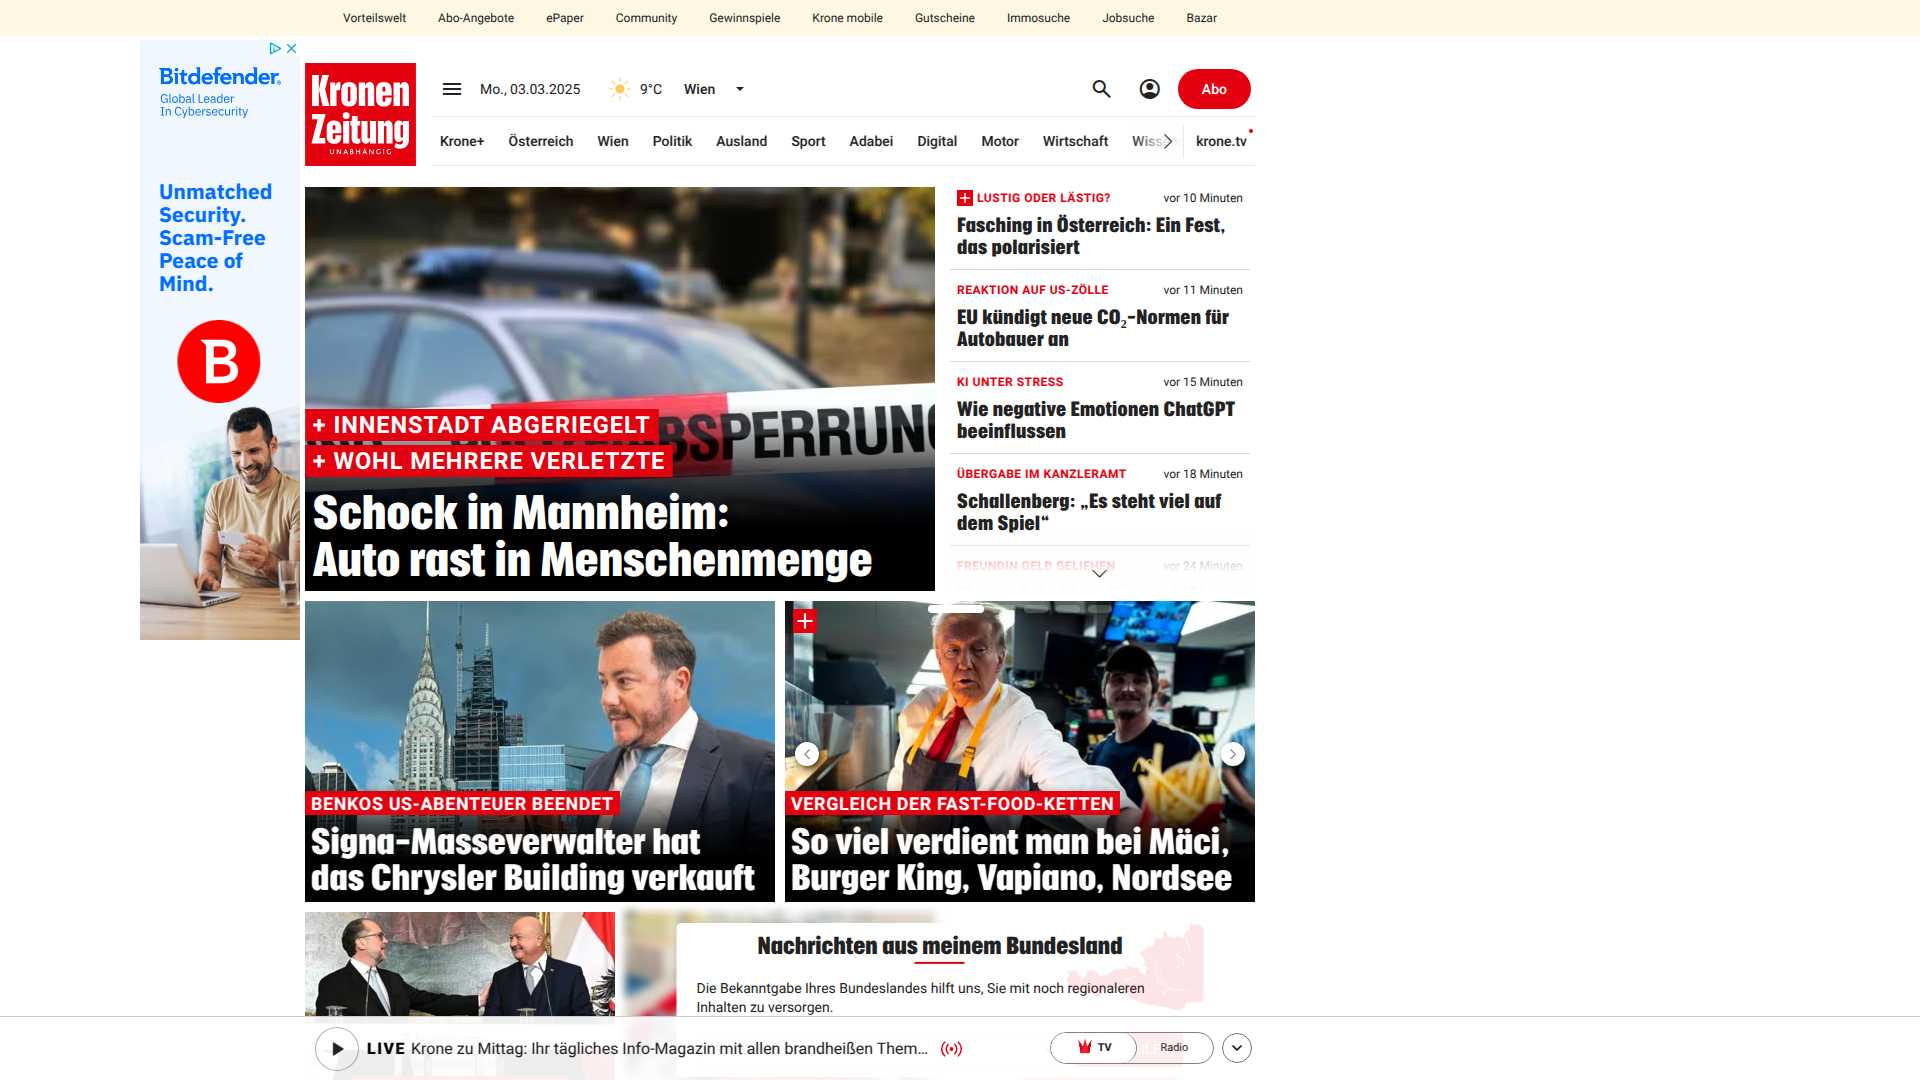 Vorteilswelt Abo-Angebote ePaper Community Gewinnspiele Krone mobile Gutscheine Immosuche Jobsuche Bazar
Bitdefender
Global Leader
In Cybersecurity
Unmatched
Security.
Scam-Free
Peace of
Mind.
B
Kronen
Zeitung
UNABHÄNGIG
Mo., 03.03.2025 9°C Wien Abo
Krone+ Österreich Wien Politik Ausland Sport Adabei Digital Motor Wirtschaft krone.tv
+ INNENSTADT ABGERIEGELT
+ WOHL MEHRERE VERLETZTE
Schock in Mannheim:
Auto rast in Menschenmenge
LUSTIG ODER LÄSTIG? vor 10 Minuten
Fasching in Österreich: Ein Fest,
das polarisiert
REAKTION AUF US-ZÖLLE vor 11 Minuten
EU kündigt neue CO₂-Normen für
Autobauer an
KI UNTER STRESS vor 15 Minuten
Wie negative Emotionen ChatGPT
beeinflussen
ÜBERGABE IM KANZLERAMT vor 18 Minuten
Schallenberg: „Es steht viel auf
dem Spiel“
FREUNDIN GELD GELIEHEN vor 24 Minuten
BENKOS US-ABENTEUER BEENDET
Signa-Masseverwalter hat
das Chrysler Building verkauft
VERGLEICH DER FAST-FOOD-KETTEN
So viel verdient man bei Mäci,
Burger King, Vapiano, Nordsee
Nachrichten aus meinem Bundesland
Die Bekanntgabe Ihres Bundeslandes hilft uns, Sie mit noch regionaleren
Inhalten zu versorgen.
LIVE Krone zu Mittag: Ihr tägliches Info-Magazin mit allen brandheißen Them... TV Radio